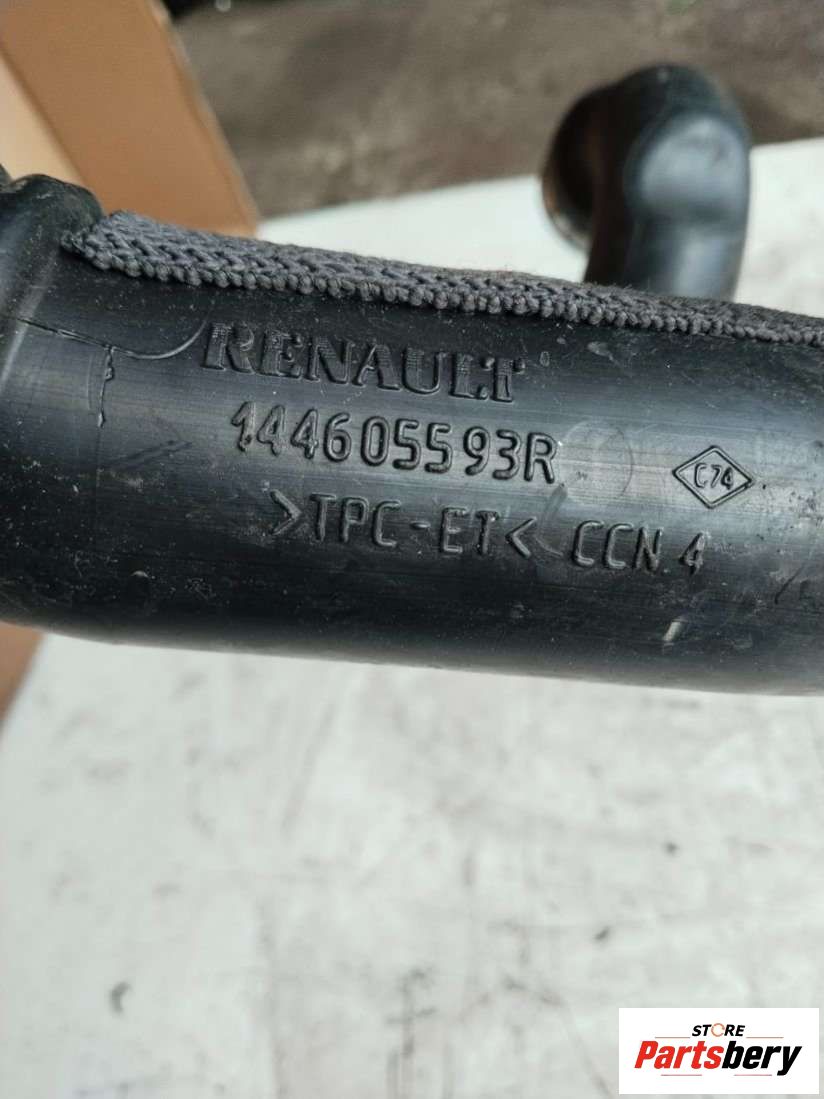 RENAULT
144605593R
C74
>TPC-ET< CCN 4
STORE
Partsbery